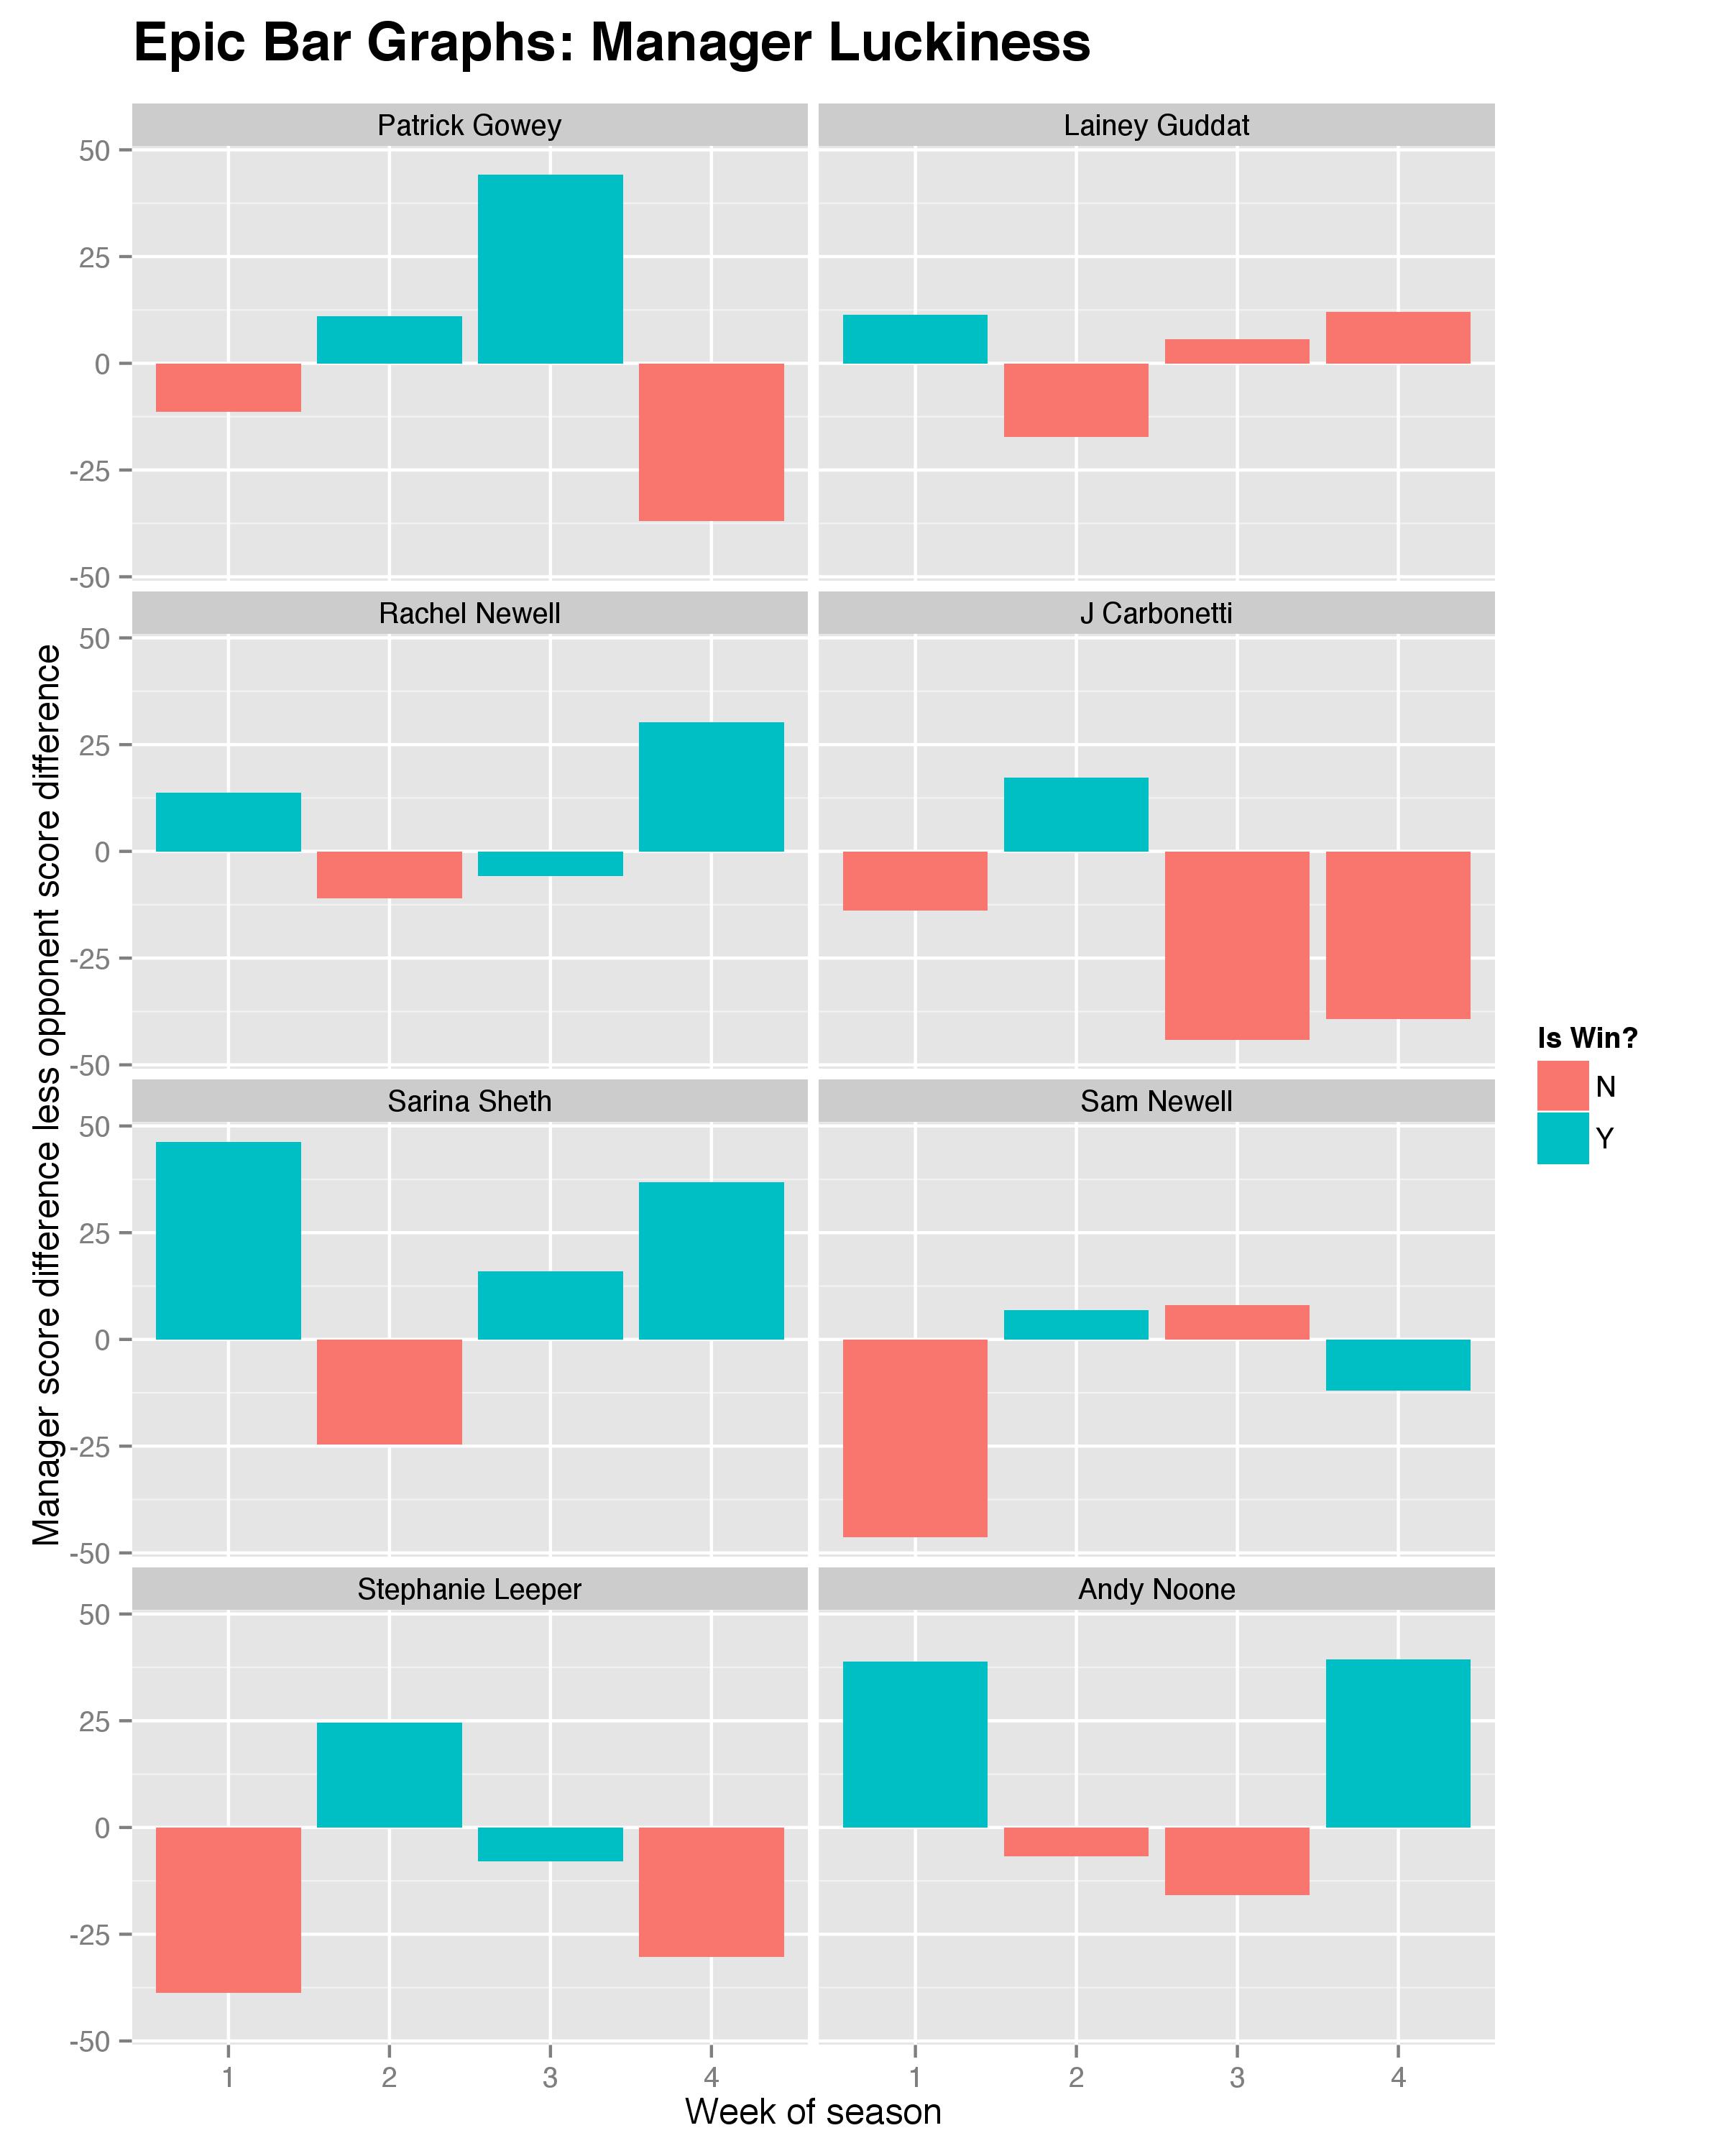 Epic Bar Graphs: Manager Luckiness
Manager score difference less opponent score difference
Patrick Gowey
Lainey Guddat
50
25
0
-25
-50
Rachel Newell
J Carbonetti
50
25
0
-25
-50
Sarina Sheth
Sam Newell
50
25
0
-25
-50
Stephanie Leeper
Andy Noone
50
25
0
-25
-50
1 2 3 4 1 2 3 4
Week of season
Is Win?
N
Y